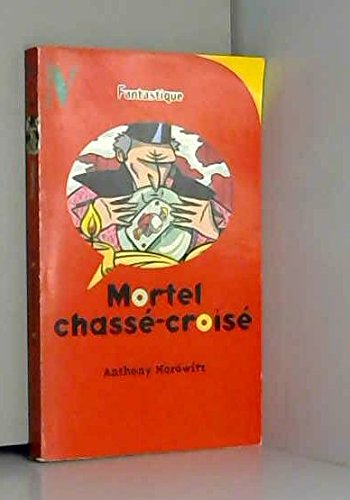 Fantastique
Mortel
chassé-croisé
Anthony Horowitz